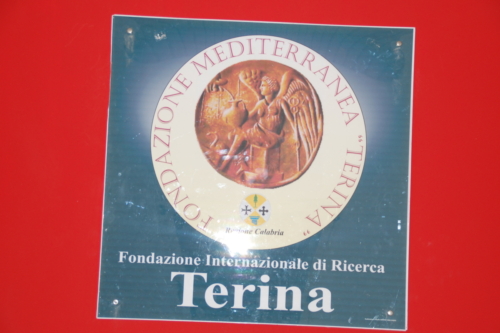 FONDAZIONE MEDITERRANEA "TERINA"
Regione Calabria
Fondazione Internazionale di Ricerca
Terina